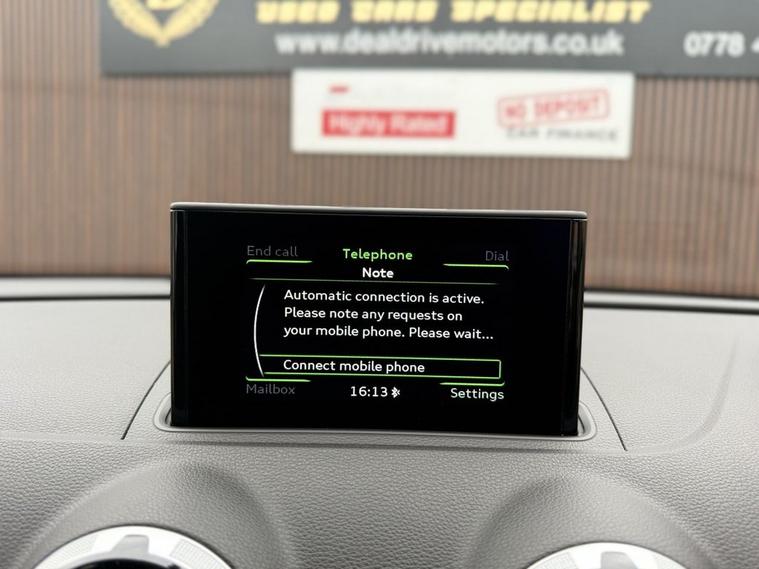 USED CARS SPECIALIST
www.dealdrivemotors.co.uk
0778
Highly Rated
NO DEPOSIT
CAR FINANCE
End call
Telephone
Dial
Note
Automatic connection is active.
Please note any requests on
your mobile phone. Please wait...
Connect mobile phone
Mailbox
16:13
Settings